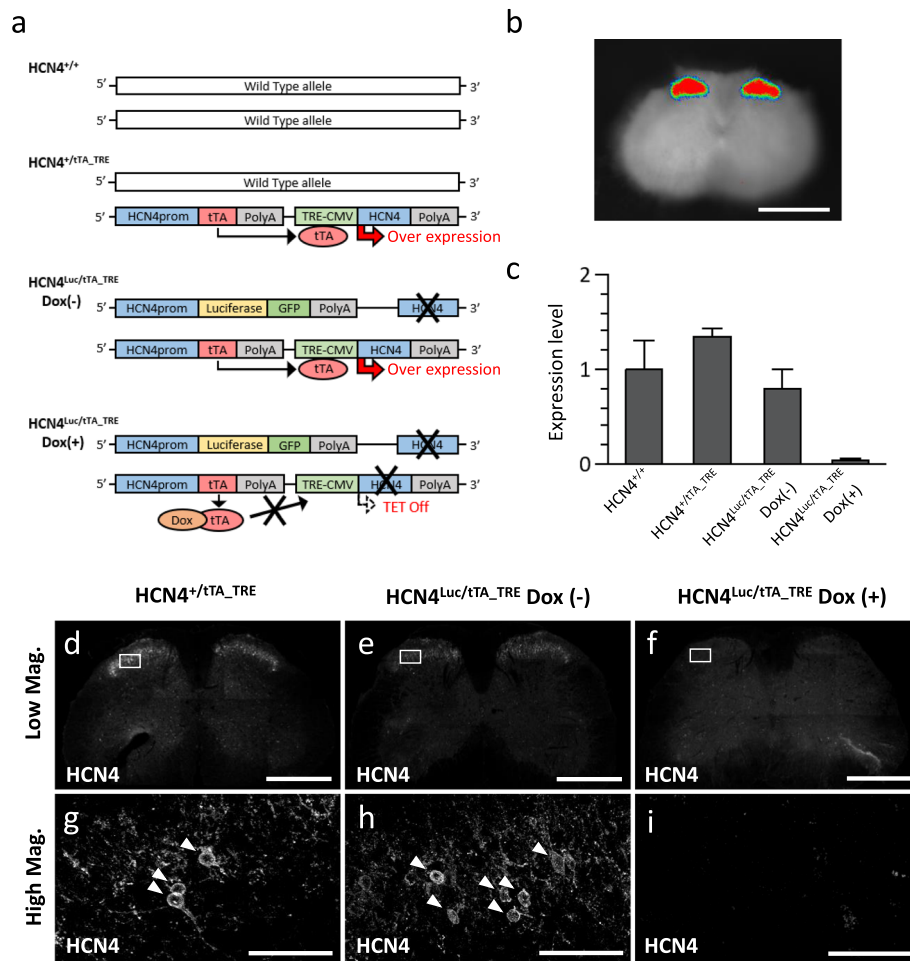 a
HCN4+/+
5’ Wild Type allele 3’
5’ Wild Type allele 3’
HCN4+/tTA_TRE
5’ Wild Type allele 3’
5’ HCN4prom tTA PolyA TRE-CMV HCN4 PolyA 3’
tTA Over expression
HCN4Luc/tTA_TRE
Dox(-)
5’ HCN4prom Luciferase GFP PolyA HCN4 3’
5’ HCN4prom tTA PolyA TRE-CMV HCN4 PolyA 3’
tTA Over expression
HCN4Luc/tTA_TRE
Dox(+)
5’ HCN4prom Luciferase GFP PolyA HCN4 3’
5’ HCN4prom tTA PolyA TRE-CMV HCN4 PolyA 3’
Dox tTA TET Off
b
c
Expression level
2
1
0
HCN4+/+
HCN4+/tTA_TRE
HCN4Luc/tTA_TRE
Dox(-)
HCN4Luc/tTA_TRE
Dox(+)
HCN4+/tTA_TRE
HCN4Luc/tTA_TRE Dox (-)
HCN4Luc/tTA_TRE Dox (+)
Low Mag.
d
HCN4
e
HCN4
f
HCN4
High Mag.
g
HCN4
h
HCN4
i
HCN4